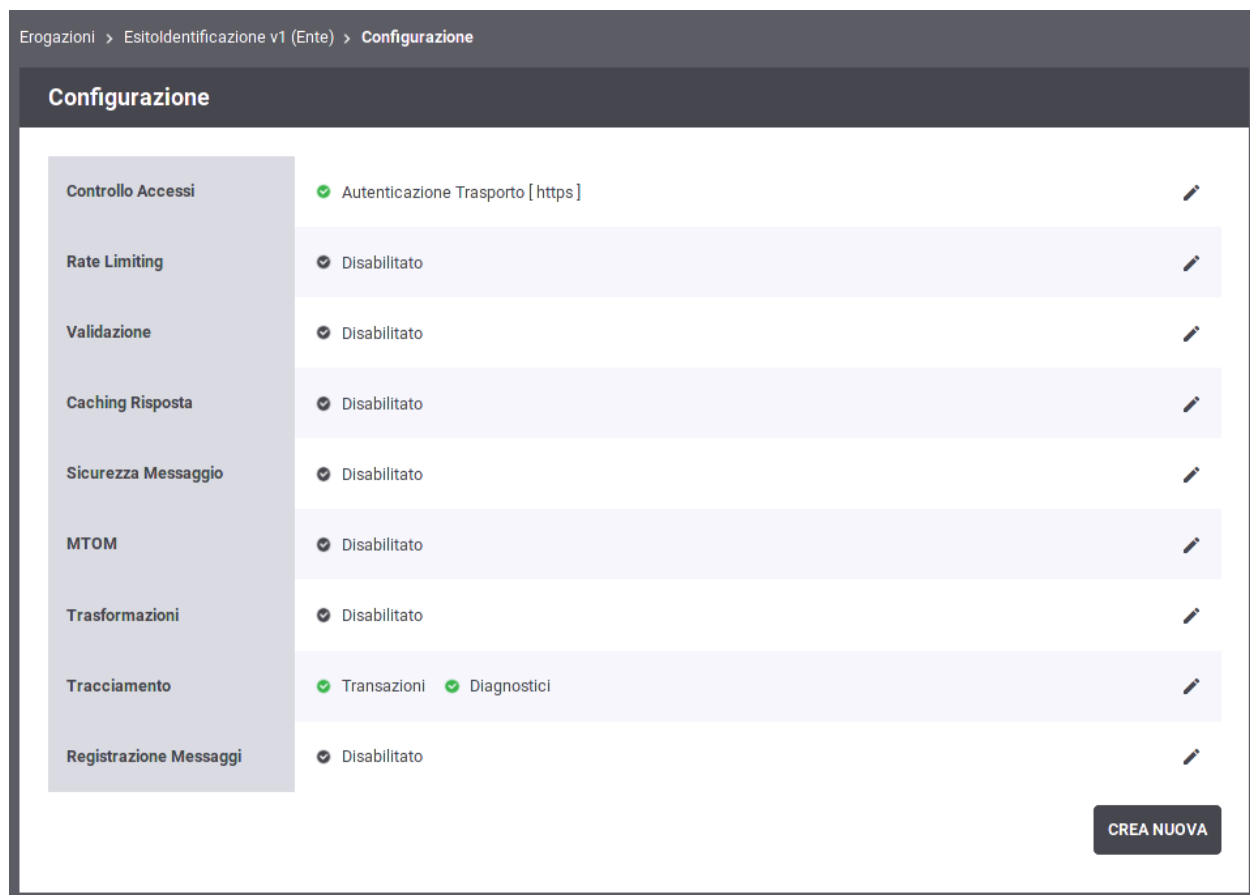 Erogazioni > EsitoIdentificazione v1 (Ente) > Configurazione
Configurazione
Controllo Accessi Autenticazione Trasporto [ https ]
Rate Limiting Disabilitato
Validazione Disabilitato
Caching Risposta Disabilitato
Sicurezza Messaggio Disabilitato
MTOM Disabilitato
Trasformazioni Disabilitato
Tracciamento Transazioni Diagnostici
Registrazione Messaggi Disabilitato
CREA NUOVA